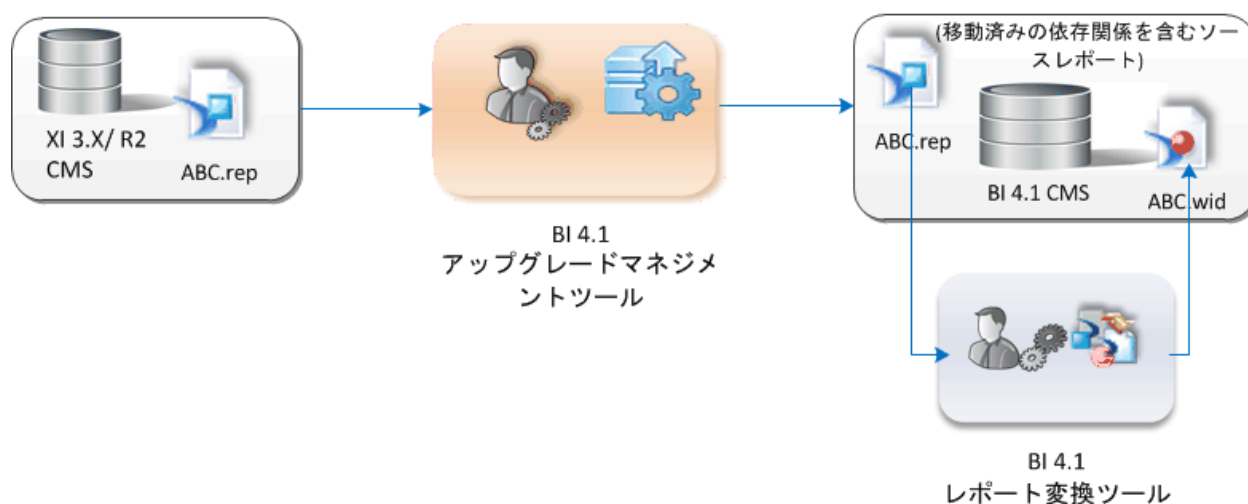 XI 3.X/ R2
CMS
ABC.rep
BI 4.1
アップグレードマネジメ
ントツール
(移動済みの依存関係を含むソー
スレポート)
ABC.rep
BI 4.1 CMS
ABC.wid
BI 4.1
レポート変換ツール